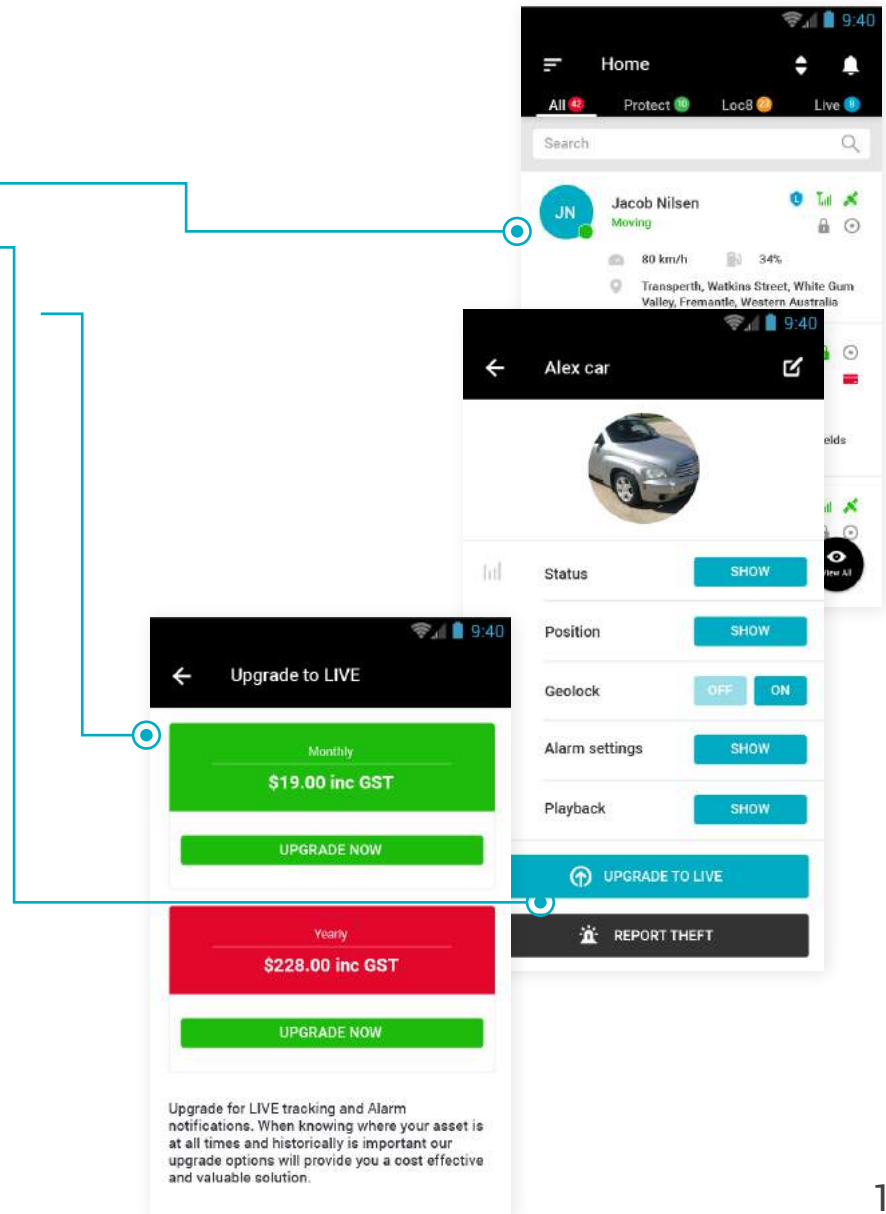 9:40
Home
All 42 Protect 10 Loc8 23 Live 8
Search
JN
Jacob Nilsen
Moving
80 km/h 34%
Transperth, Watkins Street, White Gum
Valley, Fremantle, Western Australia
elds
View All
9:40
Alex car
Status SHOW
Position SHOW
Geolock OFF ON
Alarm settings SHOW
Playback SHOW
UPGRADE TO LIVE
REPORT THEFT
9:40
Upgrade to LIVE
Monthly
$19.00 inc GST
UPGRADE NOW
Yearly
$228.00 inc GST
UPGRADE NOW
Upgrade for LIVE tracking and Alarm
notifications. When knowing where your asset is
at all times and historically is important our
upgrade options will provide you a cost effective
and valuable solution.
1